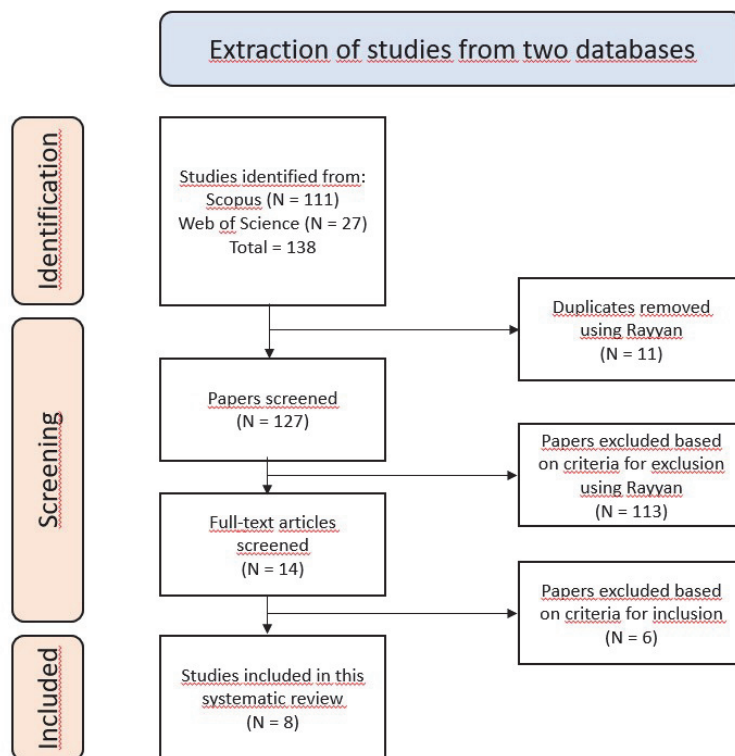 Extraction of studies from two databases
Identification
Studies identified from:
Scopus (N = 111)
Web of Science (N = 27)
Total = 138
Duplicates removed
using Rayyan
(N = 11)
Screening
Papers screened
(N = 127)
Papers excluded based
on criteria for exclusion
using Rayyan
(N = 113)
Full-text articles
screened
(N = 14)
Papers excluded based
on criteria for inclusion
(N = 6)
Included
Studies included in this
systematic review
(N = 8)